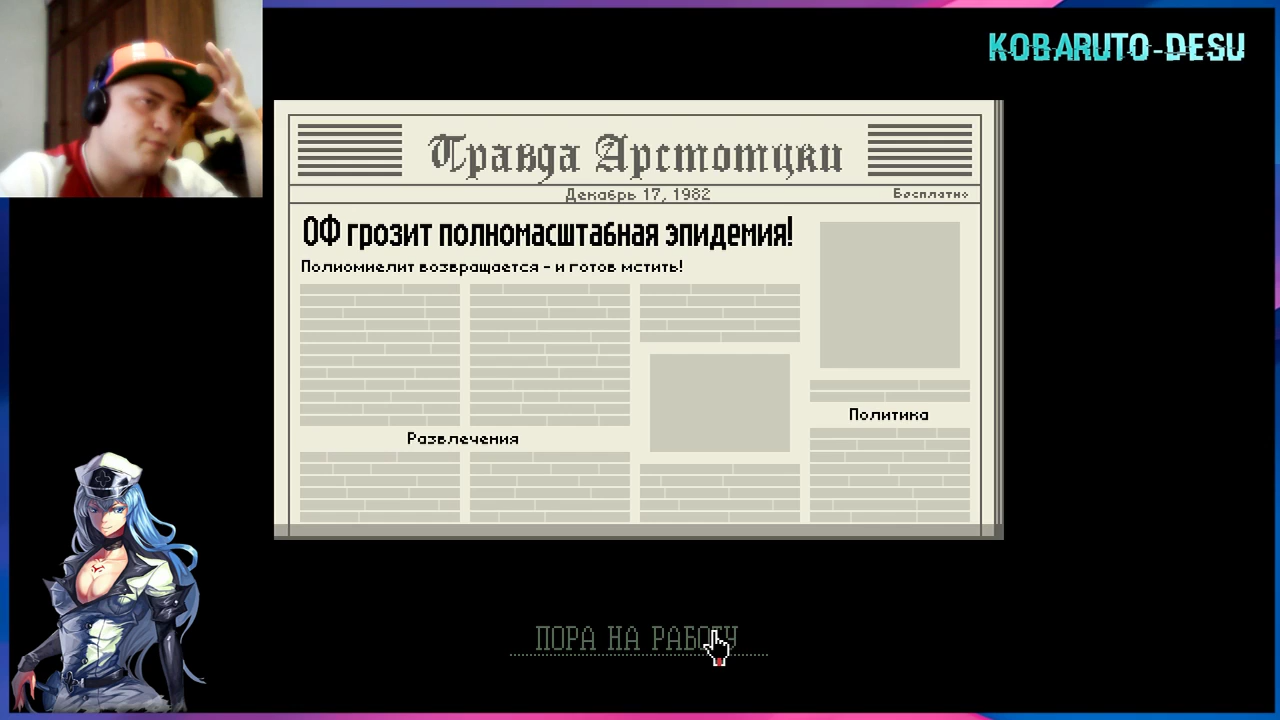 KOBARUTO-DESU
Правда Арстотцки
Декабрь 17, 1982
Бесплатно
ОФ грозит полномасштабная эпидемия!
Полиомиелит возвращается - и готов мстить!
Развлечения
Политика
ПОРА НА РАБОТУ